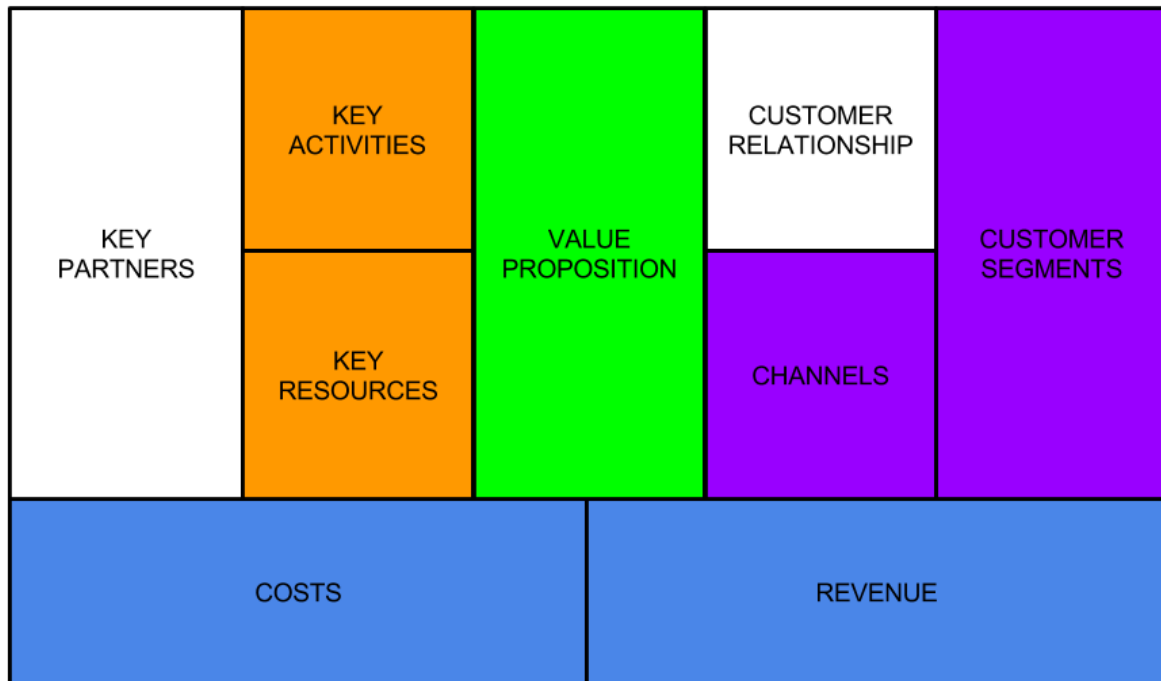 KEY
PARTNERS
KEY
ACTIVITIES
KEY
RESOURCES
VALUE
PROPOSITION
CUSTOMER
RELATIONSHIP
CHANNELS
CUSTOMER
SEGMENTS
COSTS
REVENUE